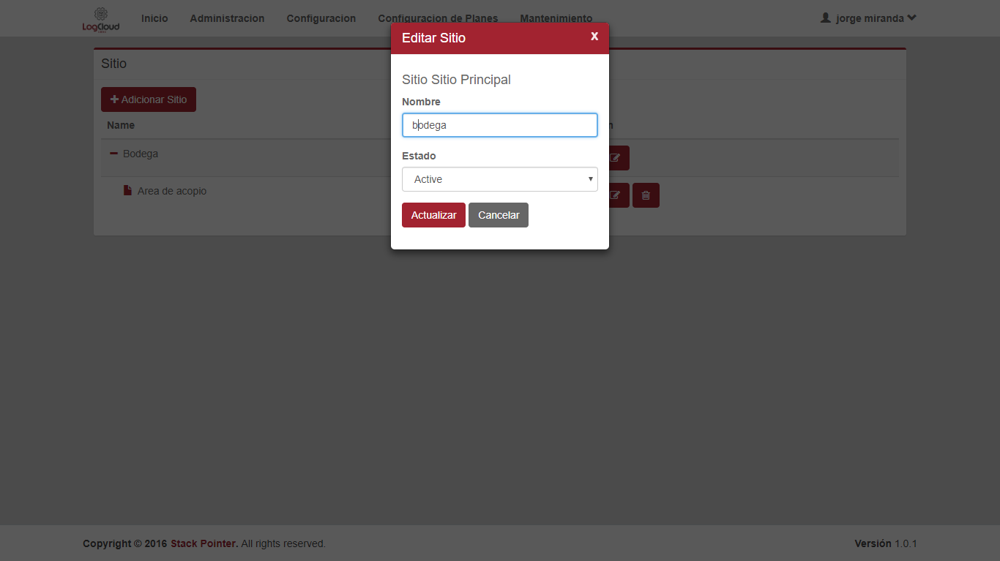 LogCloud
Inicio Administracion Configuracion Configuracion de Planes Mantenimiento jorge miranda
Editar Sitio x
Sitio
Sitio Sitio Principal
Adicionar Sitio
Nombre
Name
bodega
Bodega
Estado
Active
Area de acopio
Actualizar Cancelar
Copyright © 2016 Stack Pointer. All rights reserved. Versión 1.0.1